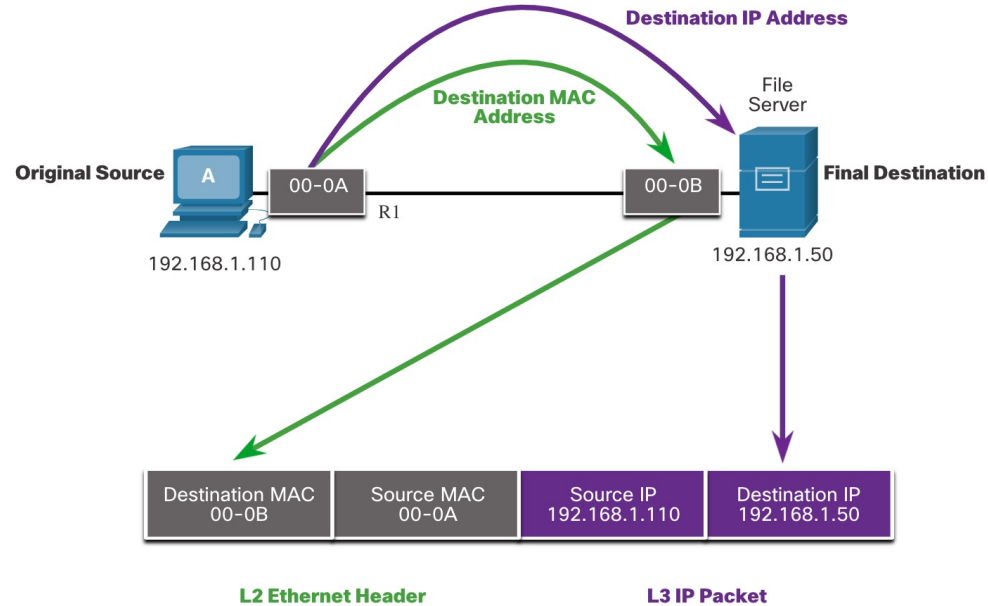 Destination IP Address
Destination MAC
Address
File
Server
Original Source
A
00-0A
R1
00-0B
Final Destination
192.168.1.110
192.168.1.50
Destination MAC
00-0B
Source MAC
00-0A
Source IP
192.168.1.110
Destination IP
192.168.1.50
L2 Ethernet Header
L3 IP Packet